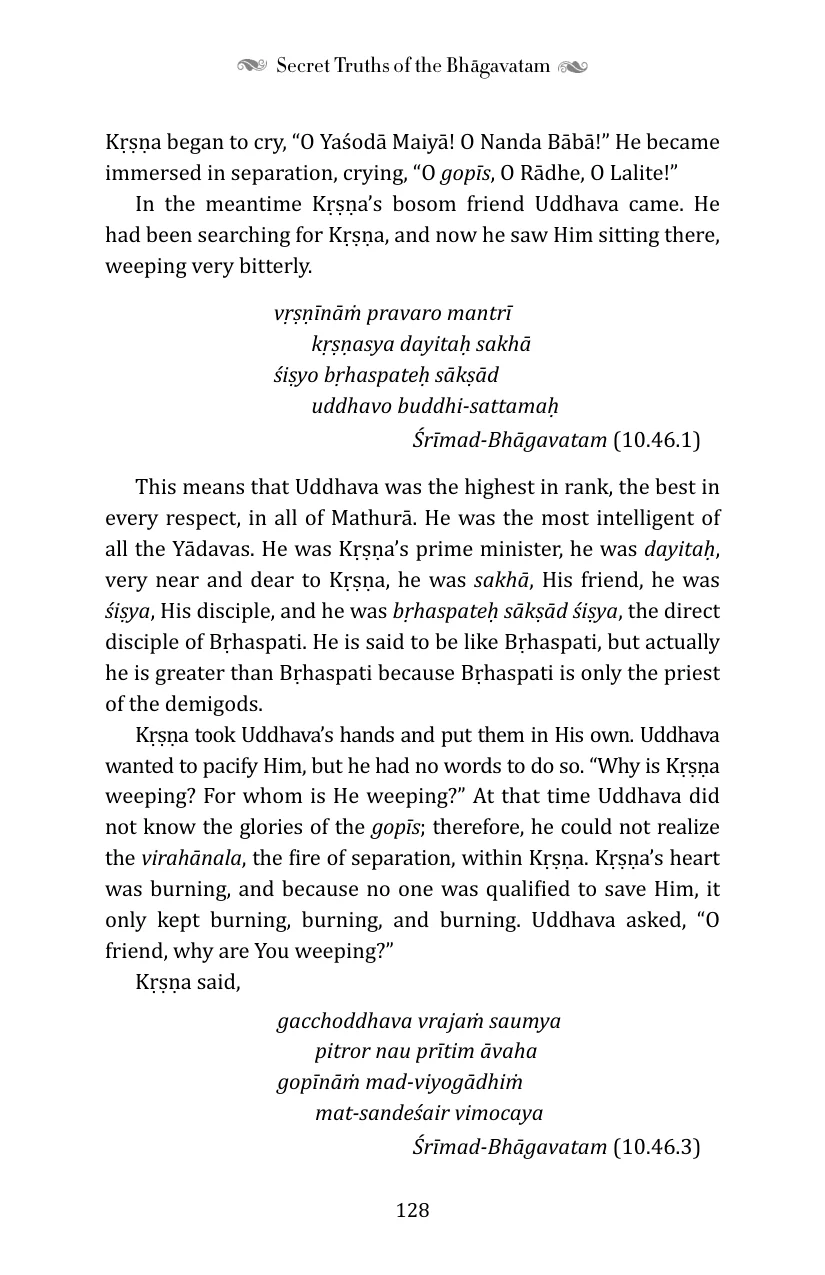 Secret Truths of the Bhāgavatam
Kṛṣṇa began to cry, “O Yaśodā Maiyā! O Nanda Bābā!” He became
immersed in separation, crying, “O gopīs, O Rādhe, O Lalite!”
In the meantime Kṛṣṇa’s bosom friend Uddhava came. He
had been searching for Kṛṣṇa, and now he saw Him sitting there,
weeping very bitterly.
vṛṣṇīnāṁ pravaro mantrī
kṛṣṇasya dayitaḥ sakhā
śiṣyo bṛhaspateḥ sākṣād
uddhavo buddhi-sattamaḥ
Śrīmad-Bhāgavatam (10.46.1)
This means that Uddhava was the highest in rank, the best in
every respect, in all of Mathurā. He was the most intelligent of
all the Yādavas. He was Kṛṣṇa’s prime minister, he was dayitaḥ,
very near and dear to Kṛṣṇa, he was sakhā, His friend, he was
śiṣya, His disciple, and he was bṛhaspateḥ sākṣād śiṣya, the direct
disciple of Bṛhaspati. He is said to be like Bṛhaspati, but actually
he is greater than Bṛhaspati because Bṛhaspati is only the priest
of the demigods.
Kṛṣṇa took Uddhava’s hands and put them in His own. Uddhava
wanted to pacify Him, but he had no words to do so. “Why is Kṛṣṇa
weeping? For whom is He weeping?” At that time Uddhava did
not know the glories of the gopīs; therefore, he could not realize
the virahānala, the fire of separation, within Kṛṣṇa. Kṛṣṇa’s heart
was burning, and because no one was qualified to save Him, it
only kept burning, burning, and burning. Uddhava asked, “O
friend, why are You weeping?”
Kṛṣṇa said,
gacchoddhava vrajaṁ saumya
pitror nau prītim āvaha
gopīnāṁ mad-viyogādhiṁ
mat-sandeśair vimocaya
Śrīmad-Bhāgavatam (10.46.3)
128